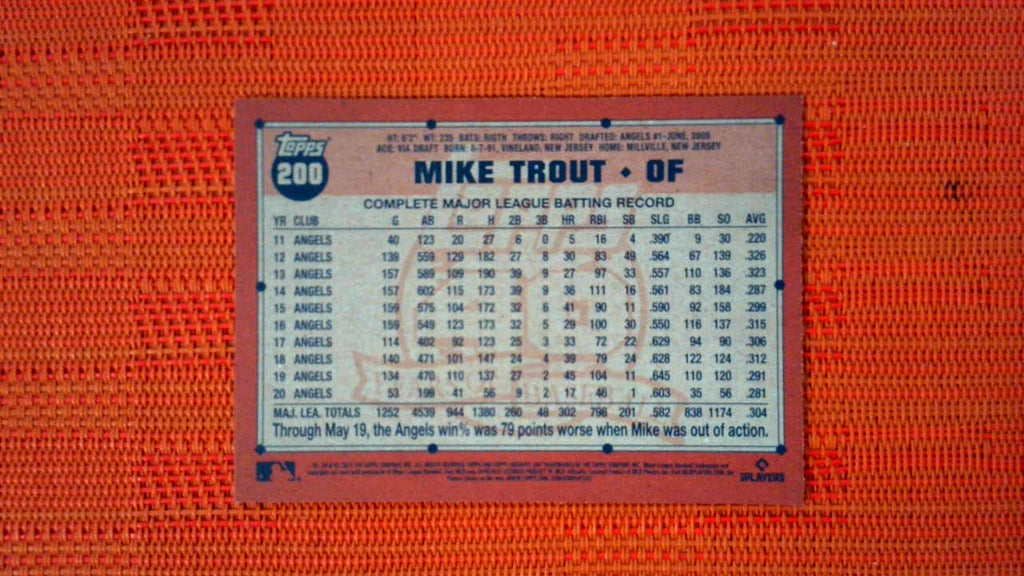 Topps
200
HT: 6'2" WT: 235 BATS: RIGTH THROWS: RIGHT DRAFTED: ANGELS #1-JUNE, 2009
ACQ: VIA DRAFT BORN: 8-7-91, VINELAND, NEW JERSEY HOME: MILLVILLE, NEW JERSEY
MIKE TROUT ◆ OF
COMPLETE MAJOR LEAGUE BATTING RECORD
YR CLUB G AB R H 2B 3B HR RBI SB SLG BB SO AVG
11 ANGELS 40 123 20 27 6 0 5 16 4 .390 9 30 .220
12 ANGELS 139 559 129 182 27 8 30 83 49 .564 67 139 .326
13 ANGELS 157 589 109 190 39 9 27 97 33 .557 110 136 .323
14 ANGELS 157 602 115 173 39 9 36 111 16 .561 83 184 .287
15 ANGELS 159 575 104 172 32 6 41 90 11 .590 92 158 .299
16 ANGELS 159 549 123 173 32 5 29 100 30 .550 116 137 .315
17 ANGELS 114 402 92 123 25 3 33 72 22 .629 94 90 .306
18 ANGELS 140 471 101 147 24 4 39 79 24 .628 122 124 .312
19 ANGELS 134 470 110 137 27 2 45 104 11 .645 110 120 .291
20 ANGELS 53 199 41 56 9 2 17 46 1 .603 35 56 .281
MAJ. LEA. TOTALS 1252 4539 944 1380 260 48 302 798 201 .582 838 1174 .304
Through May 19, the Angels win% was 79 points worse when Mike was out of action.
PLAYERS